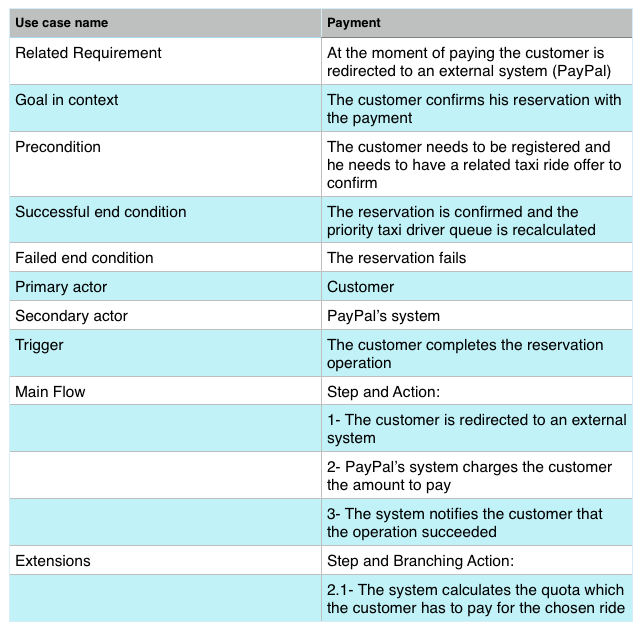 Use case name
Payment
Related Requirement
At the moment of paying the customer is
redirected to an external system (PayPal)
Goal in context
The customer confirms his reservation with
the payment
Precondition
The customer needs to be registered and
he needs to have a related taxi ride offer to
confirm
Successful end condition
The reservation is confirmed and the
priority taxi driver queue is recalculated
Failed end condition
The reservation fails
Primary actor
Customer
Secondary actor
PayPal’s system
Trigger
The customer completes the reservation
operation
Main Flow
Step and Action:
1- The customer is redirected to an external
system
2- PayPal’s system charges the customer
the amount to pay
3- The system notifies the customer that
the operation succeeded
Extensions
Step and Branching Action:
2.1- The system calculates the quota which
the customer has to pay for the chosen ride